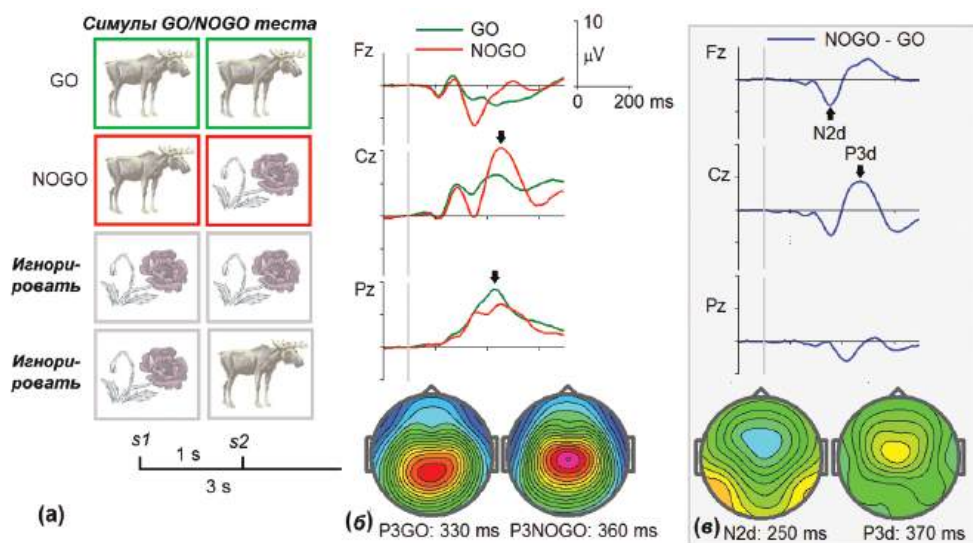 Симулы GO/NOGO теста
GO
NOGO
Игнори-
ровать
Игнори-
ровать
s1
s2
1 s
3 s
(а)
GO
NOGO
10
μV
0
200 ms
Fz
Cz
Pz
(б)
P3GO: 330 ms
P3NOGO: 360 ms
NOGO - GO
Fz
N2d
P3d
Cz
Pz
(в)
N2d: 250 ms
P3d: 370 ms